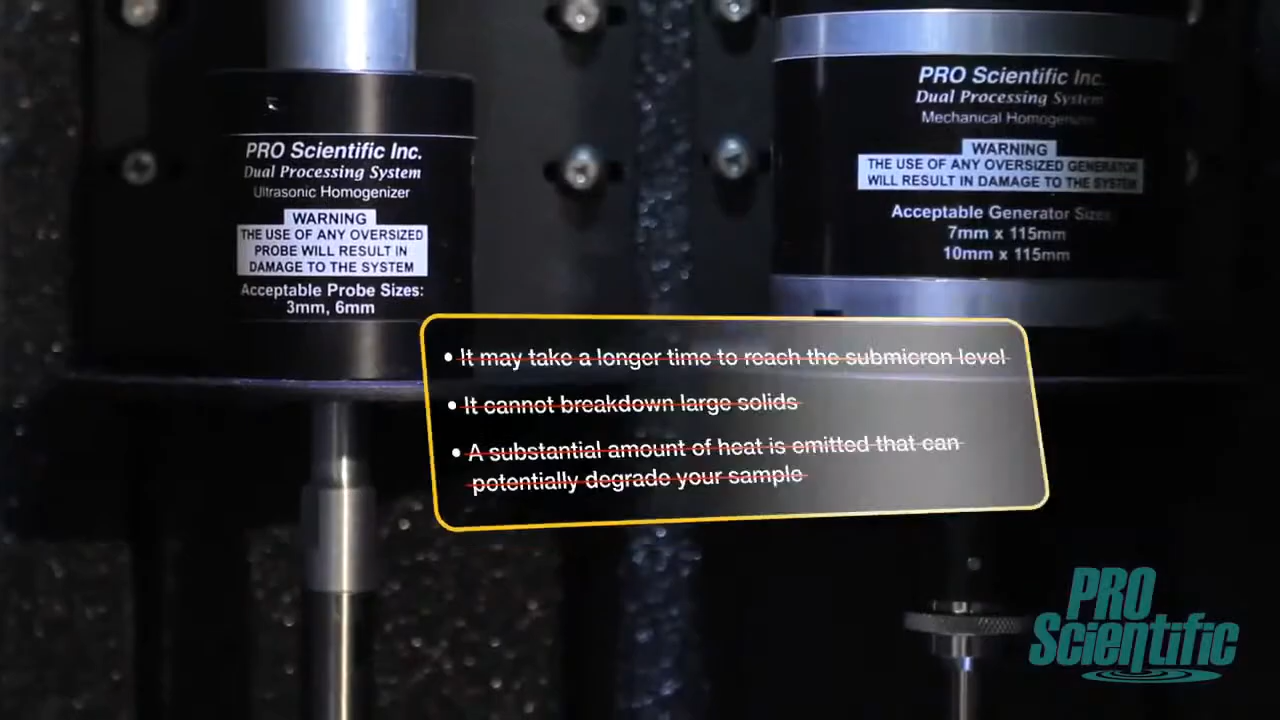 PRO Scientific Inc.
Dual Processing System
Ultrasonic Homogenizer
WARNING
THE USE OF ANY OVERSIZED
PROBE WILL RESULT IN
DAMAGE TO THE SYSTEM
Acceptable Probe Sizes:
3mm, 6mm
PRO Scientific Inc.
Dual Processing System
Mechanical Homogenizer
WARNING
THE USE OF ANY OVERSIZED GENERATOR
WILL RESULT IN DAMAGE TO THE SYSTEM
Acceptable Generator Sizes
7mm x 115mm
10mm x 115mm
• It may take a longer time to reach the submicron level
• It cannot breakdown large solids
• A substantial amount of heat is emitted that can
potentially degrade your sample
PRO
Scientific